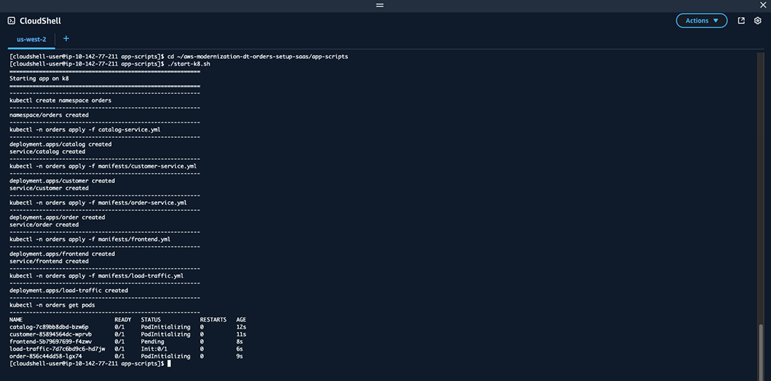 CloudShell
Actions ▼
us-west-2 +
[cloudshell-user@ip-10-142-77-211 app-scripts]$ cd ~/aws-modernization-dt-orders-setup-saas/app-scripts
[cloudshell-user@ip-10-142-77-211 app-scripts]$ ./start-k8.sh
==========================================================
Starting app on k8
==========================================================
----------------------------------------------------------
kubectl create namespace orders
----------------------------------------------------------
namespace/orders created
----------------------------------------------------------
kubectl -n orders apply -f catalog-service.yml
----------------------------------------------------------
deployment.apps/catalog created
service/catalog created
----------------------------------------------------------
kubectl -n orders apply -f manifests/customer-service.yml
----------------------------------------------------------
deployment.apps/customer created
service/customer created
----------------------------------------------------------
kubectl -n orders apply -f manifests/order-service.yml
----------------------------------------------------------
deployment.apps/order created
service/order created
----------------------------------------------------------
kubectl -n orders apply -f manifests/frontend.yml
----------------------------------------------------------
deployment.apps/frontend created
service/frontend created
----------------------------------------------------------
kubectl -n orders apply -f manifests/load-traffic.yml
----------------------------------------------------------
deployment.apps/load-traffic created
----------------------------------------------------------
kubectl -n orders get pods
----------------------------------------------------------
NAME READY STATUS RESTARTS AGE
catalog-7c89bb8dbd-bzw6p 0/1 PodInitializing 0 12s
customer-85894564dc-wprvb 0/1 PodInitializing 0 11s
frontend-5b79697699-f4zwv 0/1 Pending 0 8s
load-traffic-7d7c6bd9c6-hd7jw 0/1 Init:0/1 0 6s
order-856c44dd58-lgx74 0/1 PodInitializing 0 9s
[cloudshell-user@ip-10-142-77-211 app-scripts]$